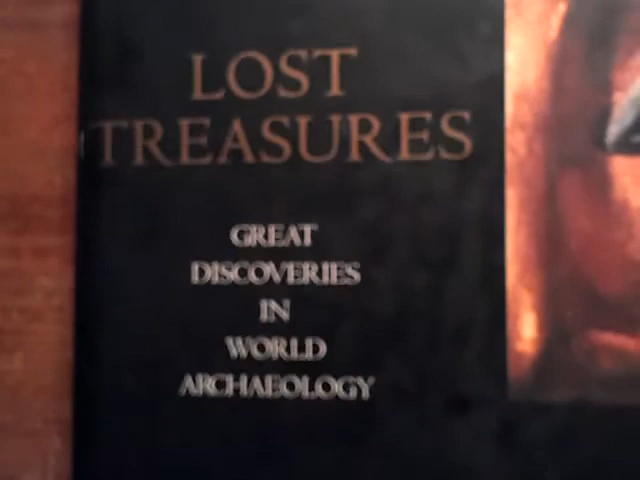 LOST
TREASURES
GREAT
DISCOVERIES
IN
WORLD
ARCHAEOLOGY